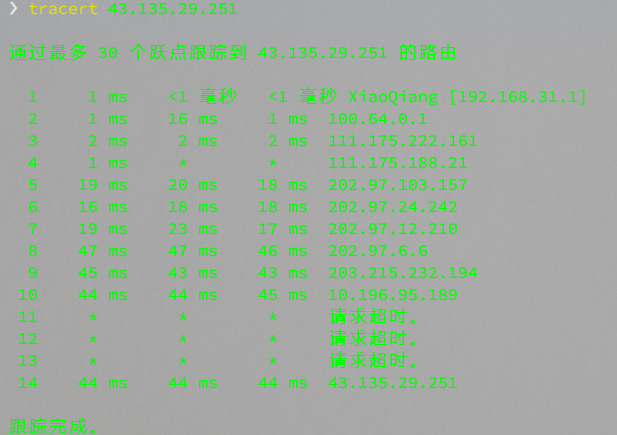 ❯ tracert 43.135.29.251
通过最多 30 个跃点跟踪到 43.135.29.251 的路由
1 1 ms <1 毫秒 <1 毫秒 XiaoQiang [192.168.31.1]
2 1 ms 16 ms 1 ms 100.64.0.1
3 2 ms 2 ms 2 ms 111.175.222.161
4 1 ms * * 111.175.188.21
5 19 ms 20 ms 18 ms 202.97.103.157
6 16 ms 18 ms 18 ms 202.97.24.242
7 19 ms 23 ms 17 ms 202.97.12.210
8 47 ms 47 ms 46 ms 202.97.6.6
9 45 ms 43 ms 43 ms 203.215.232.194
10 44 ms 44 ms 45 ms 10.196.95.189
11 * * * 请求超时。
12 * * * 请求超时。
13 * * * 请求超时。
14 44 ms 44 ms 44 ms 43.135.29.251
跟踪完成。